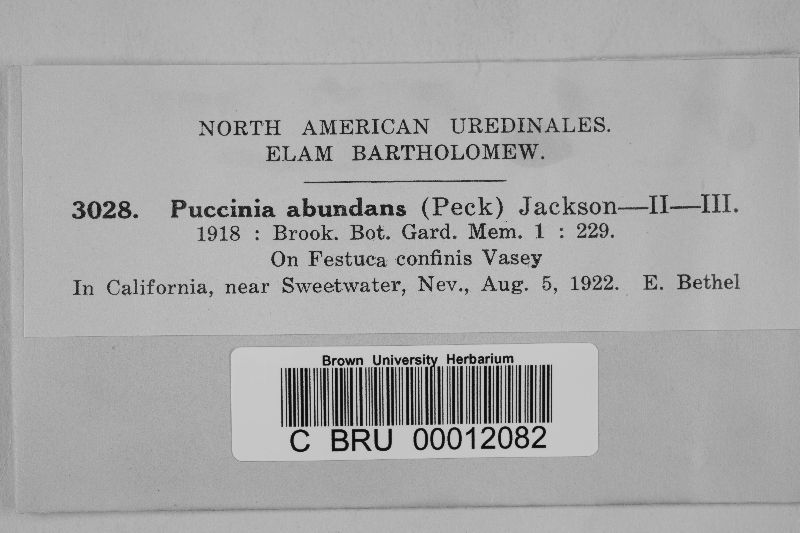 NORTH AMERICAN UREDINALES.
ELAM BARTHOLOMEW.
3028. Puccinia abundans (Peck) Jackson—II—III.
1918 : Brook. Bot. Gard. Mem. 1 : 229.
On Festuca confinis Vasey
In California, near Sweetwater, Nev., Aug. 5, 1922. E. Bethel
Brown University Herbarium
C BRU 00012082